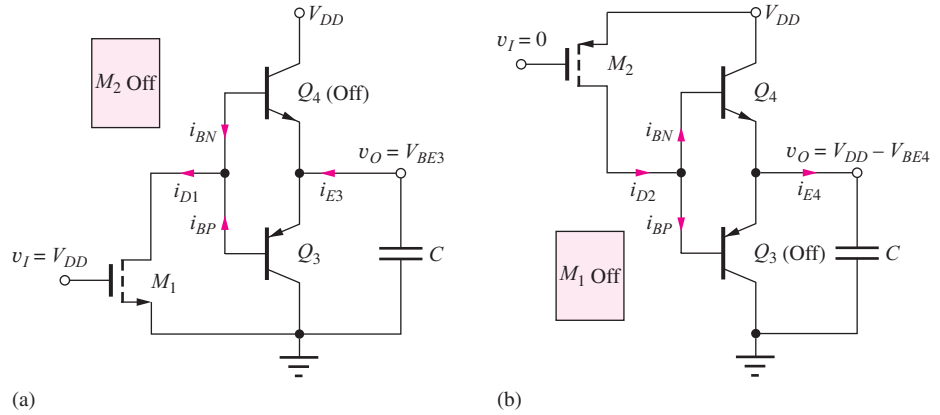 V_DD
M_2 Off
Q_4 (Off)
i_BN
v_O = V_BE3
i_D1
i_E3
i_BP
Q_3
C
v_I = V_DD
M_1
(a)
V_DD
v_I = 0
M_2
Q_4
i_BN
v_O = V_DD – V_BE4
i_D2
i_E4
i_BP
Q_3 (Off)
C
M_1 Off
(b)